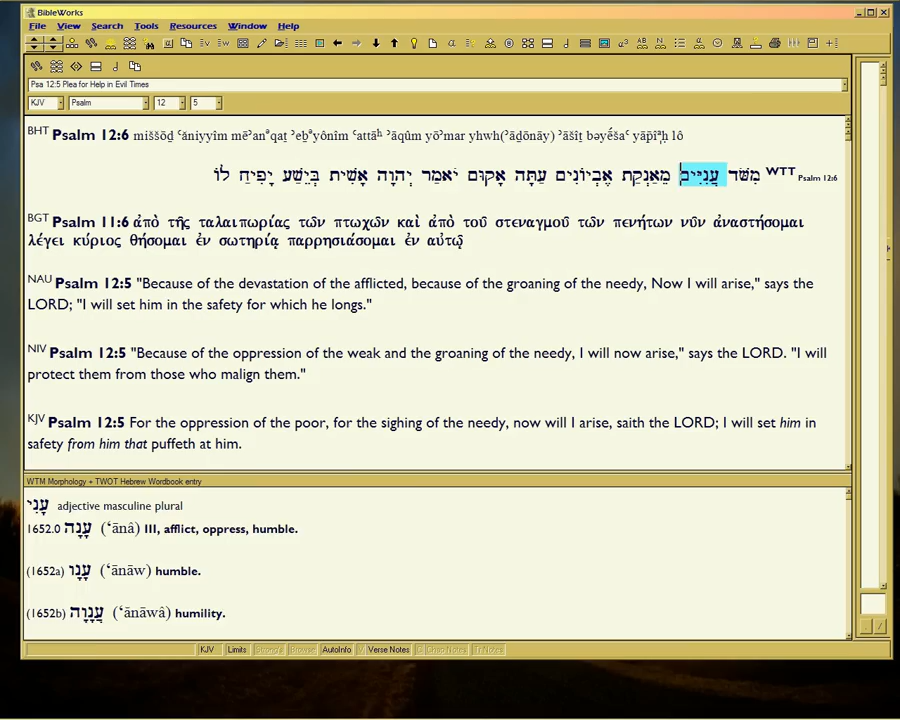 BibleWorks
File View Search Tools Resources Window Help
Psa 12:5 Plea for Help in Evil Times
KJV Psalm 12 5
BHT Psalm 12:6 miššōḏ ʿăniyyîm mēʾanᵊqaṯ ʾeḇᵊyônîm ʿattâʰ ʾāqûm yōʾmar yhwh(ʾăḏōnāy) ʾāšîṯ bᵊyḗšaʿ yāp̄îᵃḥ lô
WTT Psalm 12:6 מִשֹּׁד עֲנִיִּים מֵאַנְקַת אֶבְיוֹנִים עַתָּה אָקוּם יֹאמַר יְהוָה אָשִׁית בְּיֵשַׁע יָפִיחַ לוֹ
BGT Psalm 11:6 ἀπὸ τῆς ταλαιπωρίας τῶν πτωχῶν καὶ ἀπὸ τοῦ στεναγμοῦ τῶν πενήτων νῦν ἀναστήσομαι
λέγει κύριος θήσομαι ἐν σωτηρίᾳ παρρησιάσομαι ἐν αὐτῷ
NAU Psalm 12:5 "Because of the devastation of the afflicted, because of the groaning of the needy, Now I will arise," says the
LORD; "I will set him in the safety for which he longs."
NIV Psalm 12:5 "Because of the oppression of the weak and the groaning of the needy, I will now arise," says the LORD. "I will
protect them from those who malign them."
KJV Psalm 12:5 For the oppression of the poor, for the sighing of the needy, now will I arise, saith the LORD; I will set him in
safety from him that puffeth at him.
WTM Morphology + TWOT Hebrew Wordbook entry
עָנִי adjective masculine plural
1652.0 עָנָה (ʿānâ) III, afflict, oppress, humble.
(1652a) עָנָו (ʿānāw) humble.
(1652b) עֲנָוָה (ʿănāwâ) humility.
KJV Limits Strong's Browse AutoInfo Verse Notes Chap Notes